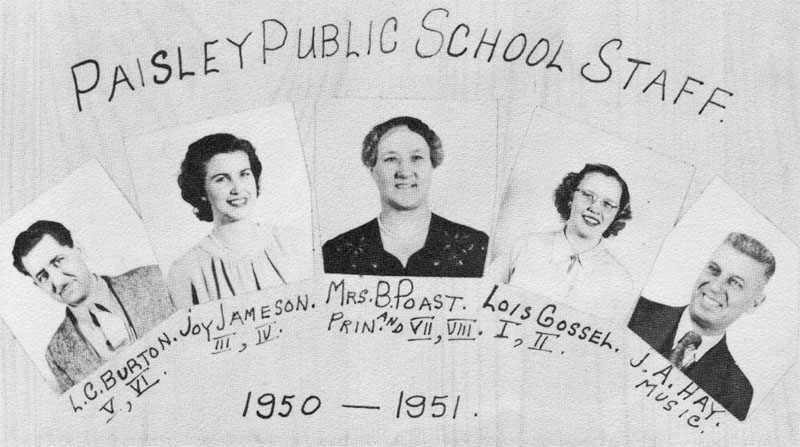 PAISLEY PUBLIC SCHOOL STAFF.
L.C. BURTON.
V, VI.
JOY JAMESON.
III, IV.
MRS. B. POAST.
PRIN. AND VII, VIII.
LOIS GOSSEL.
I, II.
J. A. HAY.
MUSIC.
1950 — 1951.